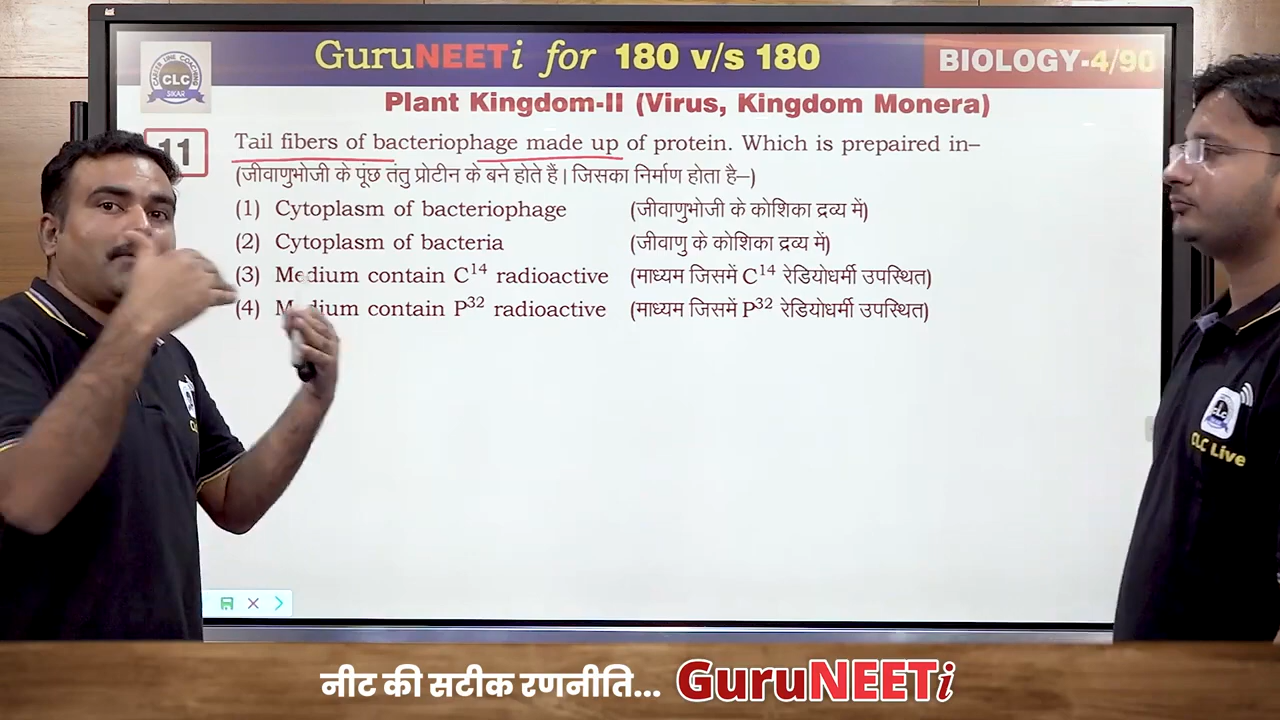 GuruNEETi for 180 v/s 180
BIOLOGY-4/90
CLC
SIKAR
Plant Kingdom-II (Virus, Kingdom Monera)
11 Tail fibers of bacteriophage made up of protein. Which is prepaired in–
(जीवाणुभोजी के पूंछ तंतु प्रोटीन के बने होते हैं। जिसका निर्माण होता है–)
(1) Cytoplasm of bacteriophage (जीवाणुभोजी के कोशिका द्रव्य में)
(2) Cytoplasm of bacteria (जीवाणु के कोशिका द्रव्य में)
(3) Medium contain C14 radioactive (माध्यम जिसमें C14 रेडियोधर्मी उपस्थित)
(4) Medium contain P32 radioactive (माध्यम जिसमें P32 रेडियोधर्मी उपस्थित)
CLC Live
नीट की सटीक रणनीति... GuruNEETi